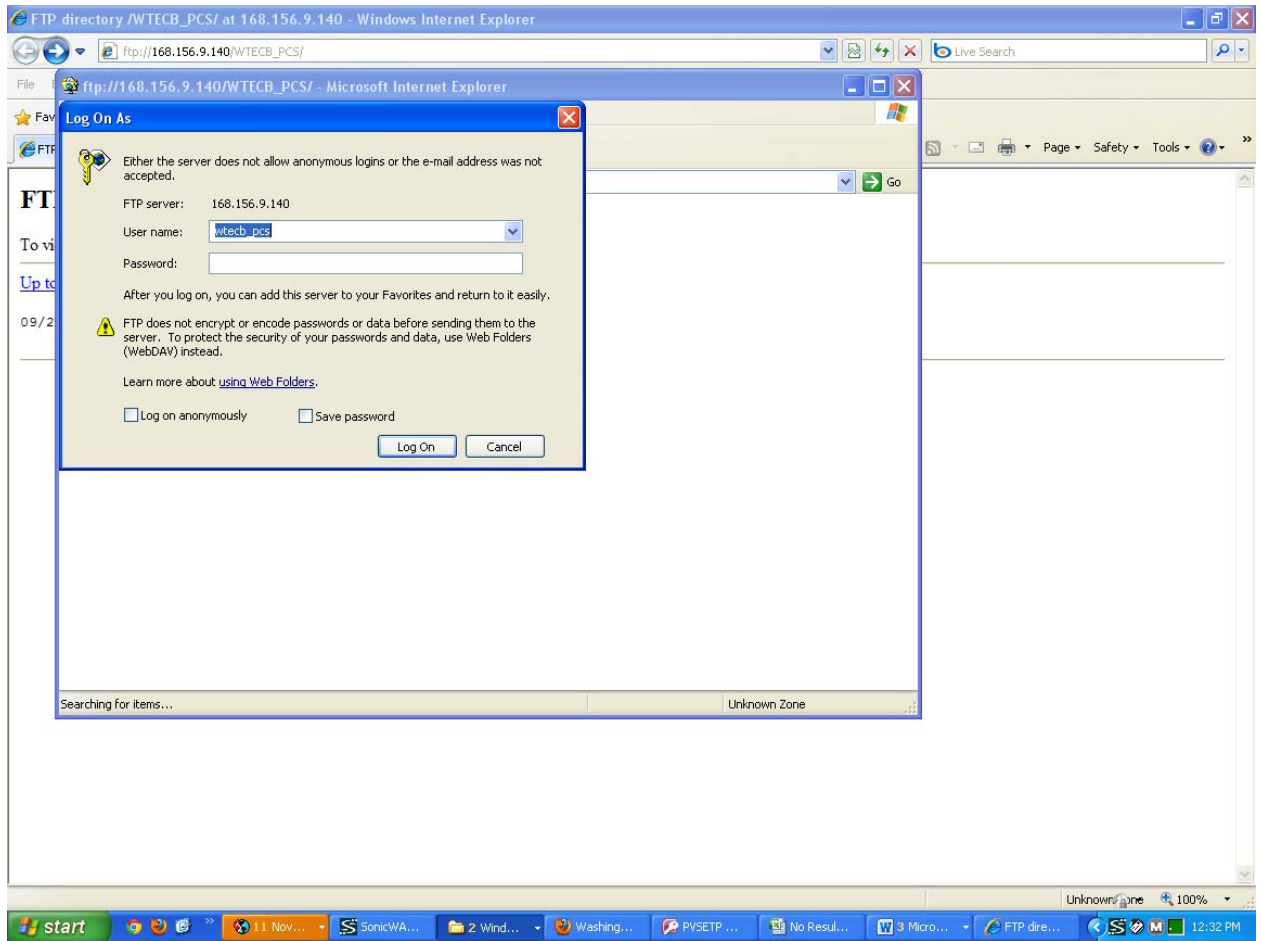 FTP directory /WTECB_PCS/ at 168.156.9.140 - Windows Internet Explorer
ftp://168.156.9.140/WTECB_PCS/
Live Search
File
ftp://168.156.9.140/WTECB_PCS/ - Microsoft Internet Explorer
Fav
Log On As
FTP
Page Safety Tools
Either the server does not allow anonymous logins or the e-mail address was not
accepted.
Go
FTP server: 168.156.9.140
User name: wtecb_pcs
To vi
Password:
Up to
After you log on, you can add this server to your Favorites and return to it easily.
09/2
FTP does not encrypt or encode passwords or data before sending them to the
server. To protect the security of your passwords and data, use Web Folders
(WebDAV) instead.
Learn more about using Web Folders.
Log on anonymously Save password
Log On Cancel
Searching for items... Unknown Zone
100%
start 11 Nov... SonicWA... 2 Wind... Washing... PVSETP ... No Resul... 3 Micro... FTP dire... 12:32 PM